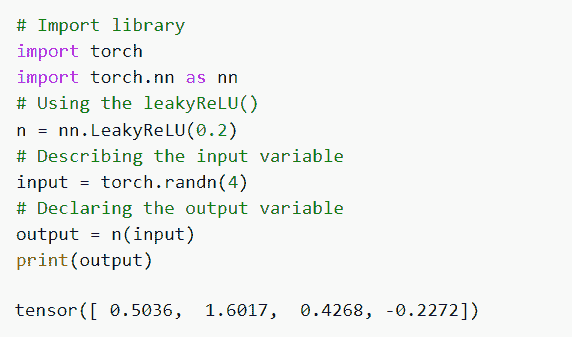 # Import library
import torch
import torch.nn as nn
# Using the leakyReLU()
n = nn.LeakyReLU(0.2)
# Describing the input variable
input = torch.randn(4)
# Declaring the output variable
output = n(input)
print(output)
tensor([ 0.5036,  1.6017,  0.4268, -0.2272])